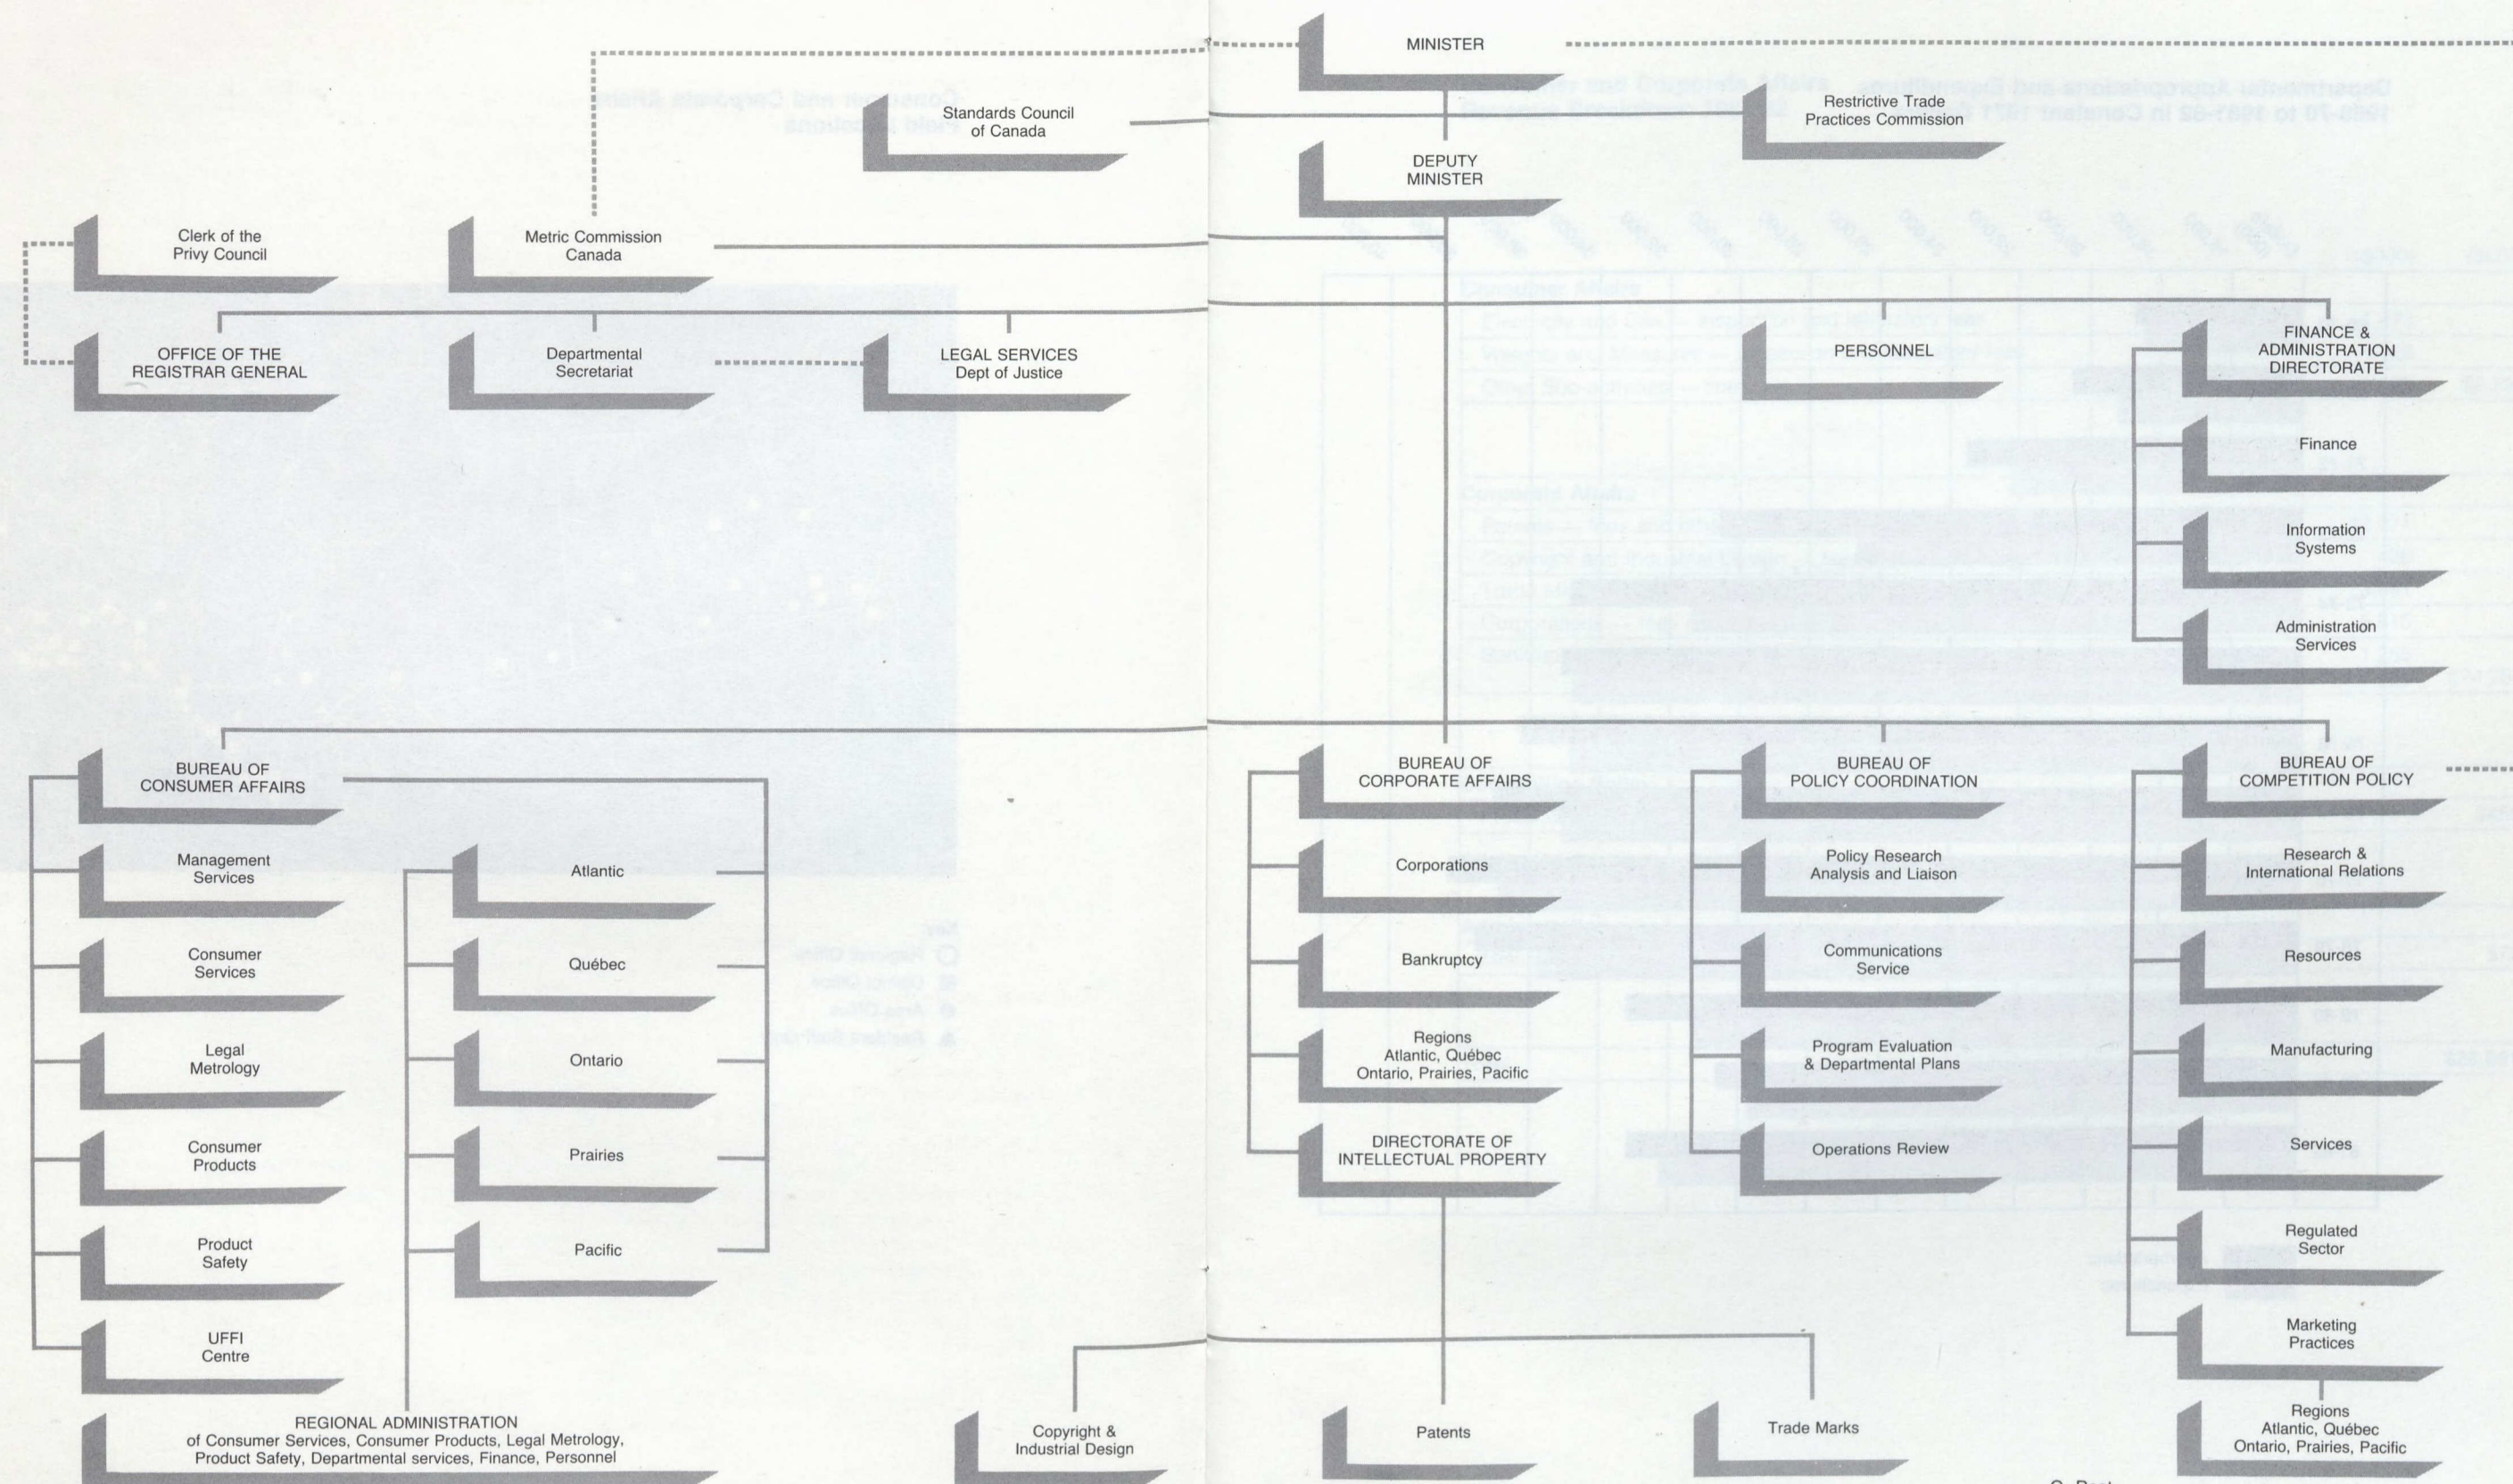 MINISTER
Standards Council
of Canada
Restrictive Trade
Practices Commission
DEPUTY
MINISTER
Clerk of the
Privy Council
Metric Commission
Canada
OFFICE OF THE
REGISTRAR GENERAL
Departmental
Secretariat
LEGAL SERVICES
Dept of Justice
PERSONNEL
FINANCE &
ADMINISTRATION
DIRECTORATE
Finance
Information
Systems
Administration
Services
BUREAU OF
CONSUMER AFFAIRS
Management
Services
Consumer
Services
Legal
Metrology
Consumer
Products
Product
Safety
UFFI
Centre
Atlantic
Québec
Ontario
Prairies
Pacific
REGIONAL ADMINISTRATION
of Consumer Services, Consumer Products, Legal Metrology,
Product Safety, Departmental services, Finance, Personnel
BUREAU OF
CORPORATE AFFAIRS
Corporations
Bankruptcy
Regions
Atlantic, Québec
Ontario, Prairies, Pacific
DIRECTORATE OF
INTELLECTUAL PROPERTY
Copyright &
Industrial Design
Patents
Trade Marks
BUREAU OF
POLICY COORDINATION
Policy Research
Analysis and Liaison
Communications
Service
Program Evaluation
& Departmental Plans
Operations Review
BUREAU OF
COMPETITION POLICY
Research &
International Relations
Resources
Manufacturing
Services
Regulated
Sector
Marketing
Practices
Regions
Atlantic, Québec
Ontario, Prairies, Pacific